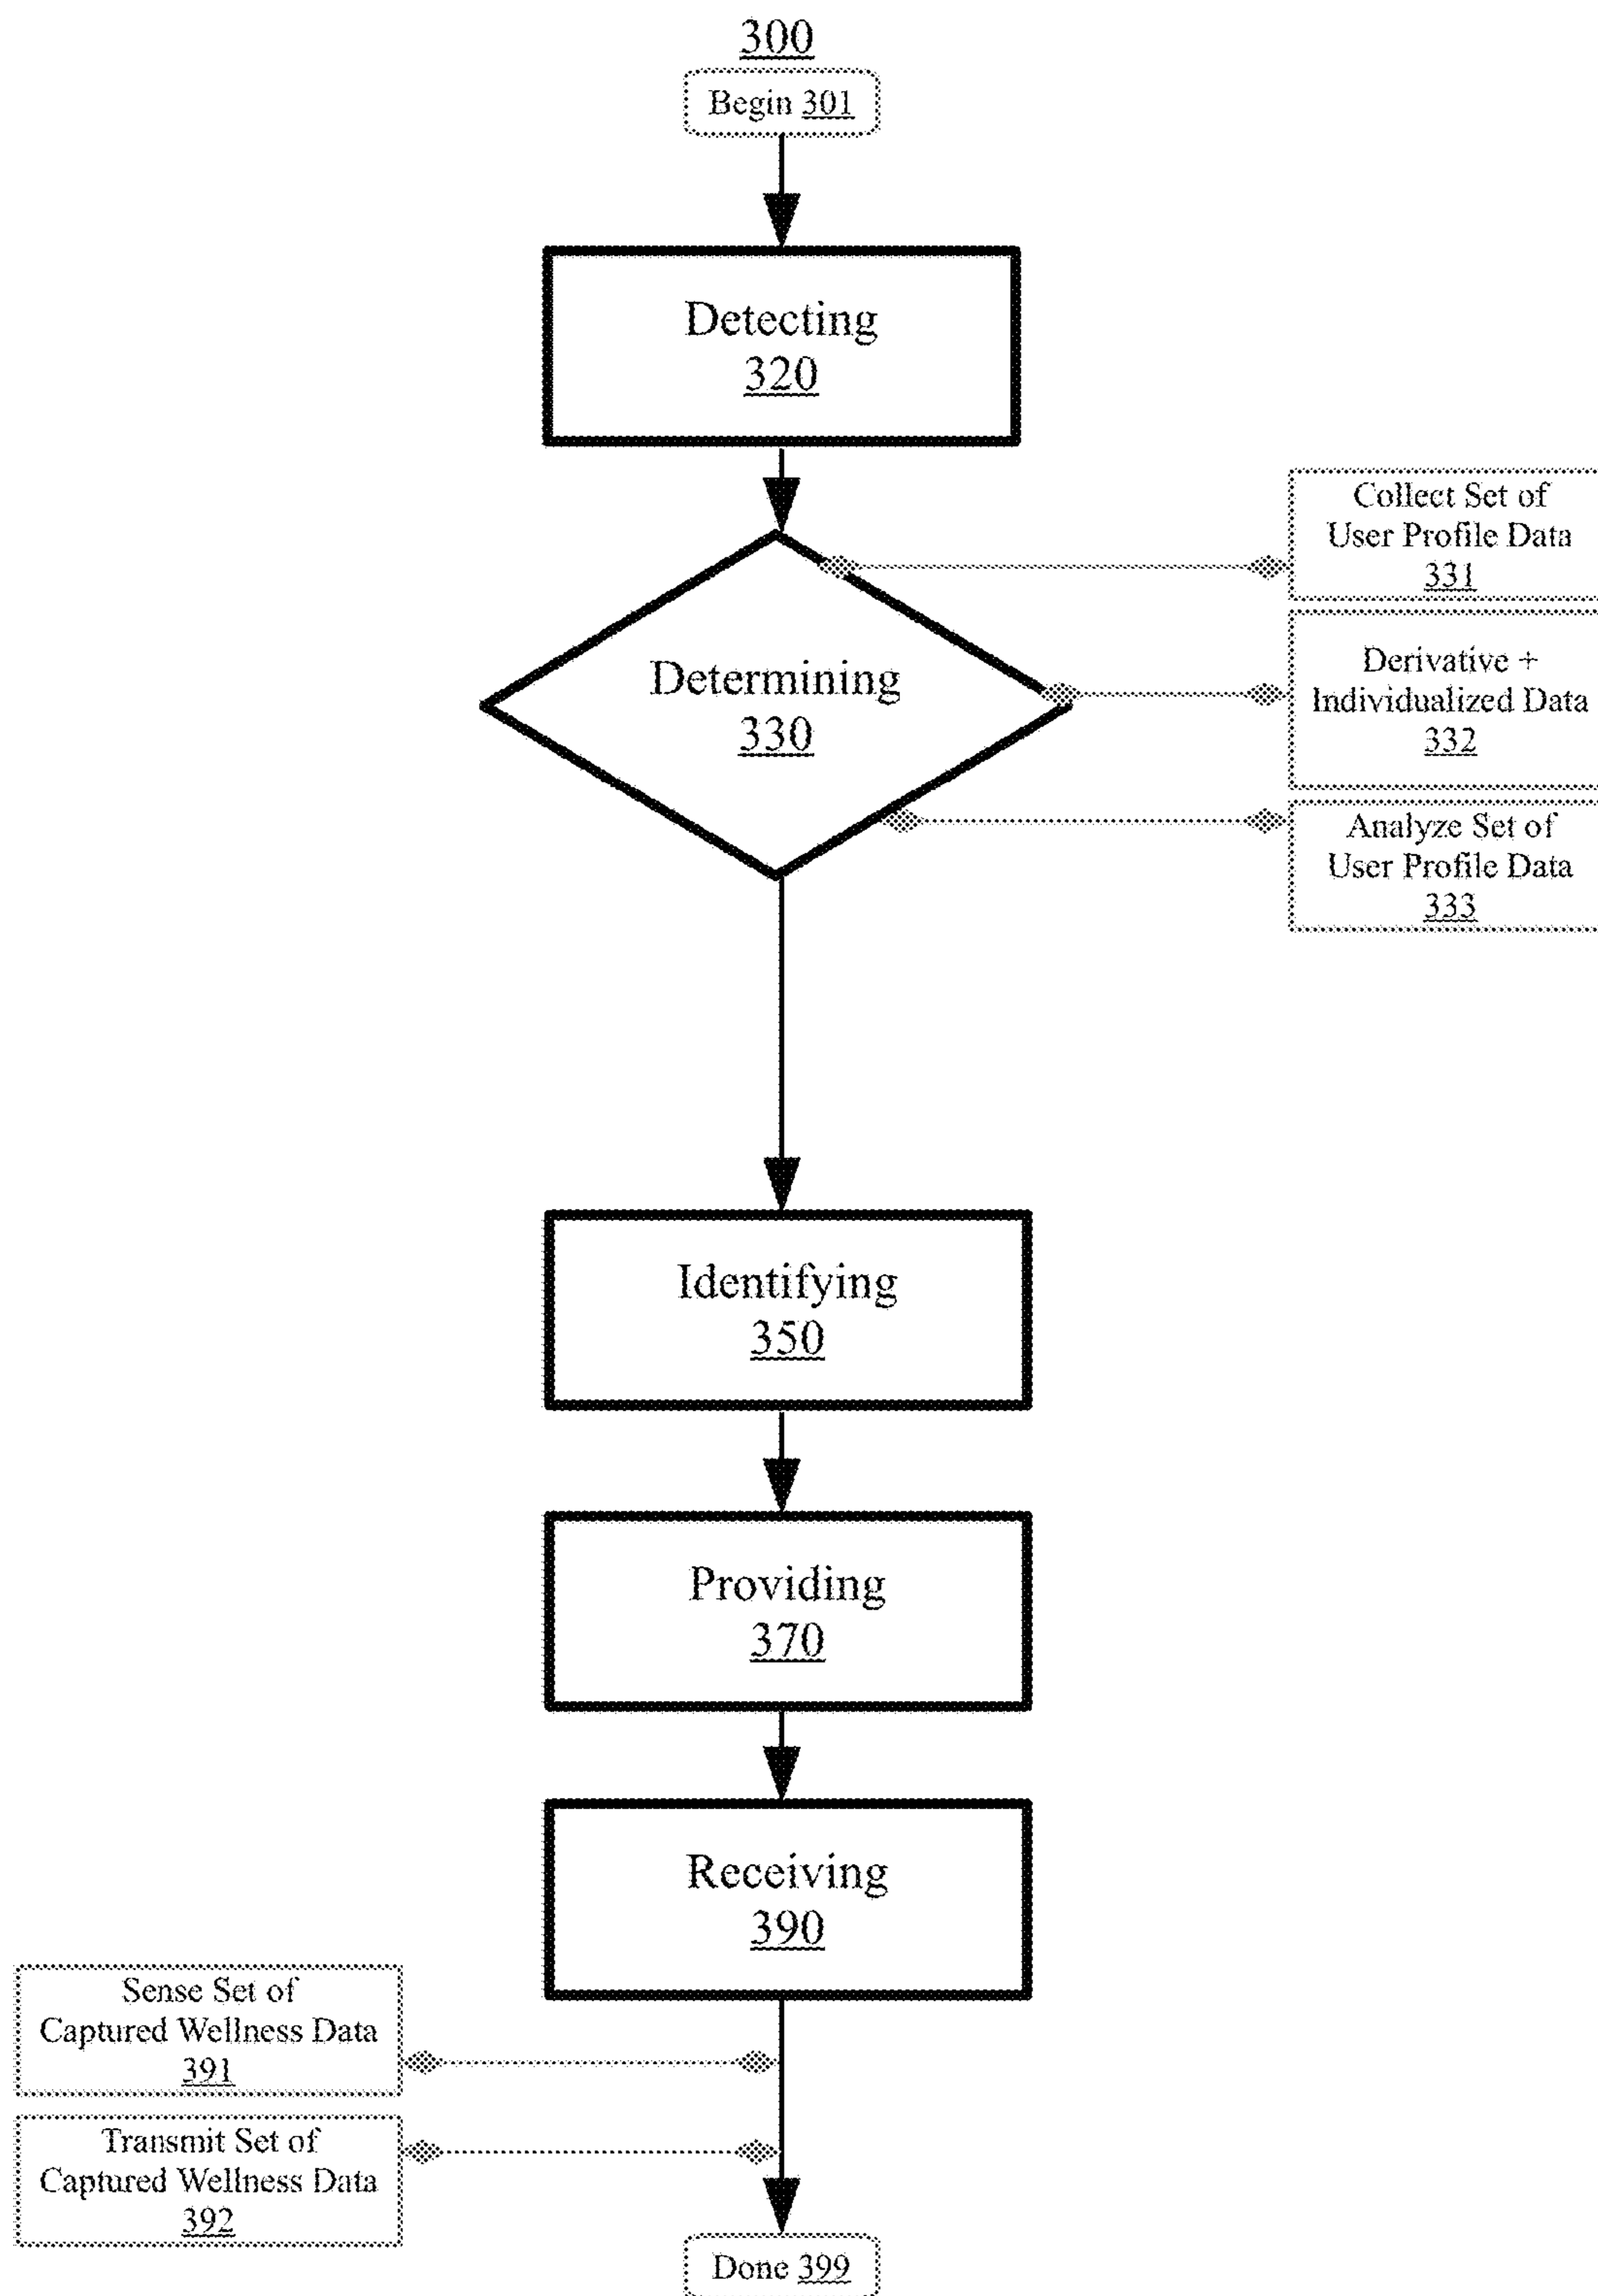 300
Begin 301
Detecting
320
Collect Set of
User Profile Data
331
Determining
330
Derivative +
Individualized Data
332
Analyze Set of
User Profile Data
333
Identifying
350
Providing
370
Receiving
390
Sense Set of
Captured Wellness Data
391
Transmit Set of
Captured Wellness Data
392
Done 399